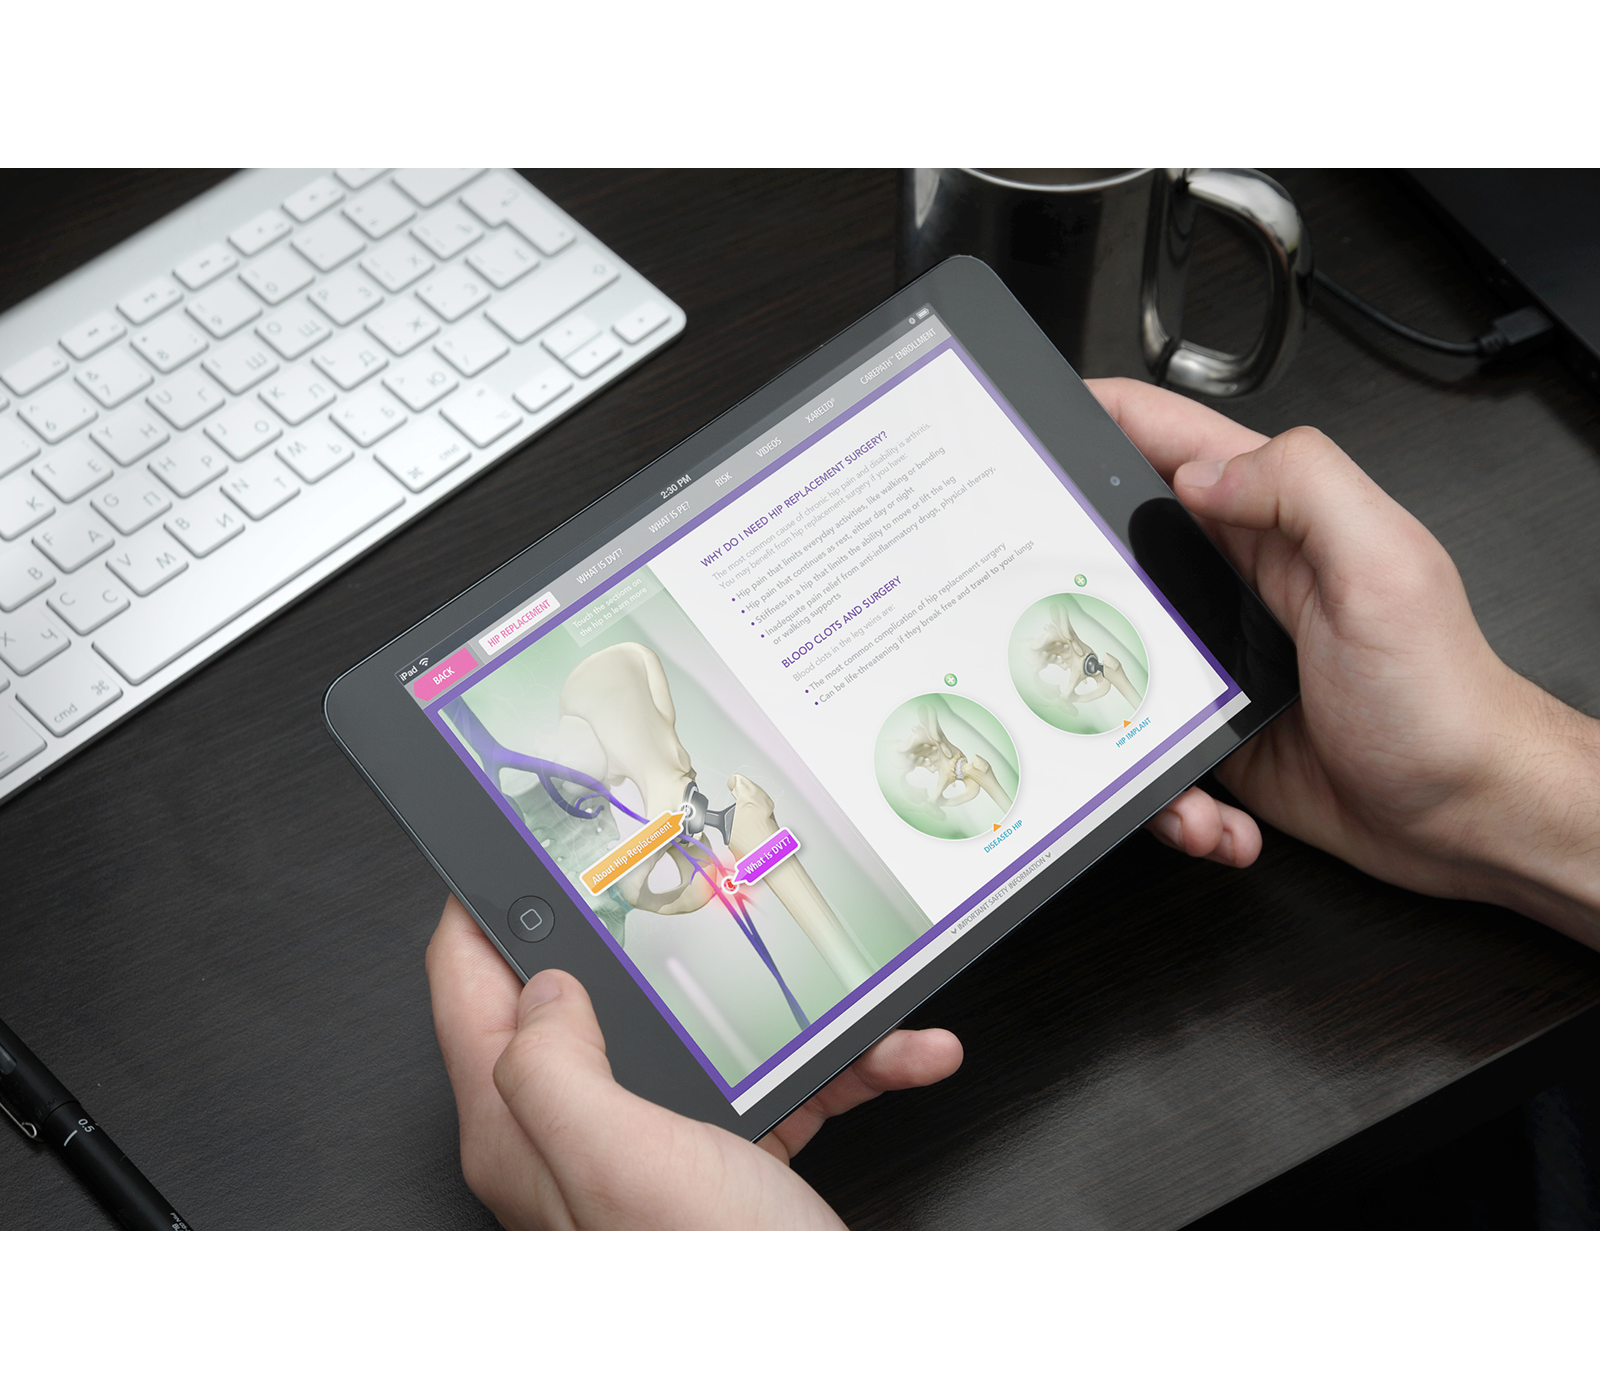 iPad
2:30 PM
BACK
HIP REPLACEMENT
WHAT IS DVT?
WHAT IS PE?
RISK
VIDEOS
XARELTO®
CAREPATH™ ENROLLMENT
Touch the sections on
the hip to learn more
About Hip Replacement
What is DVT?
WHY DO I NEED HIP REPLACEMENT SURGERY?
The most common cause of chronic hip pain and disability is arthritis.
You may benefit from hip replacement surgery if you have:
• Hip pain that limits everyday activities, like walking or bending
• Hip pain that continues as rest, either day or night
• Stiffness in a hip that limits the ability to move or lift the leg
• Inadequate pain relief from anti-inflammatory drugs, physical therapy,
or walking supports
BLOOD CLOTS AND SURGERY
Blood clots in the leg veins are:
• The most common complication of hip replacement surgery
• Can be life-threatening if they break free and travel to your lungs
DISEASED HIP
HIP IMPLANT
IMPORTANT SAFETY INFORMATION
cmd
cmd
0.5